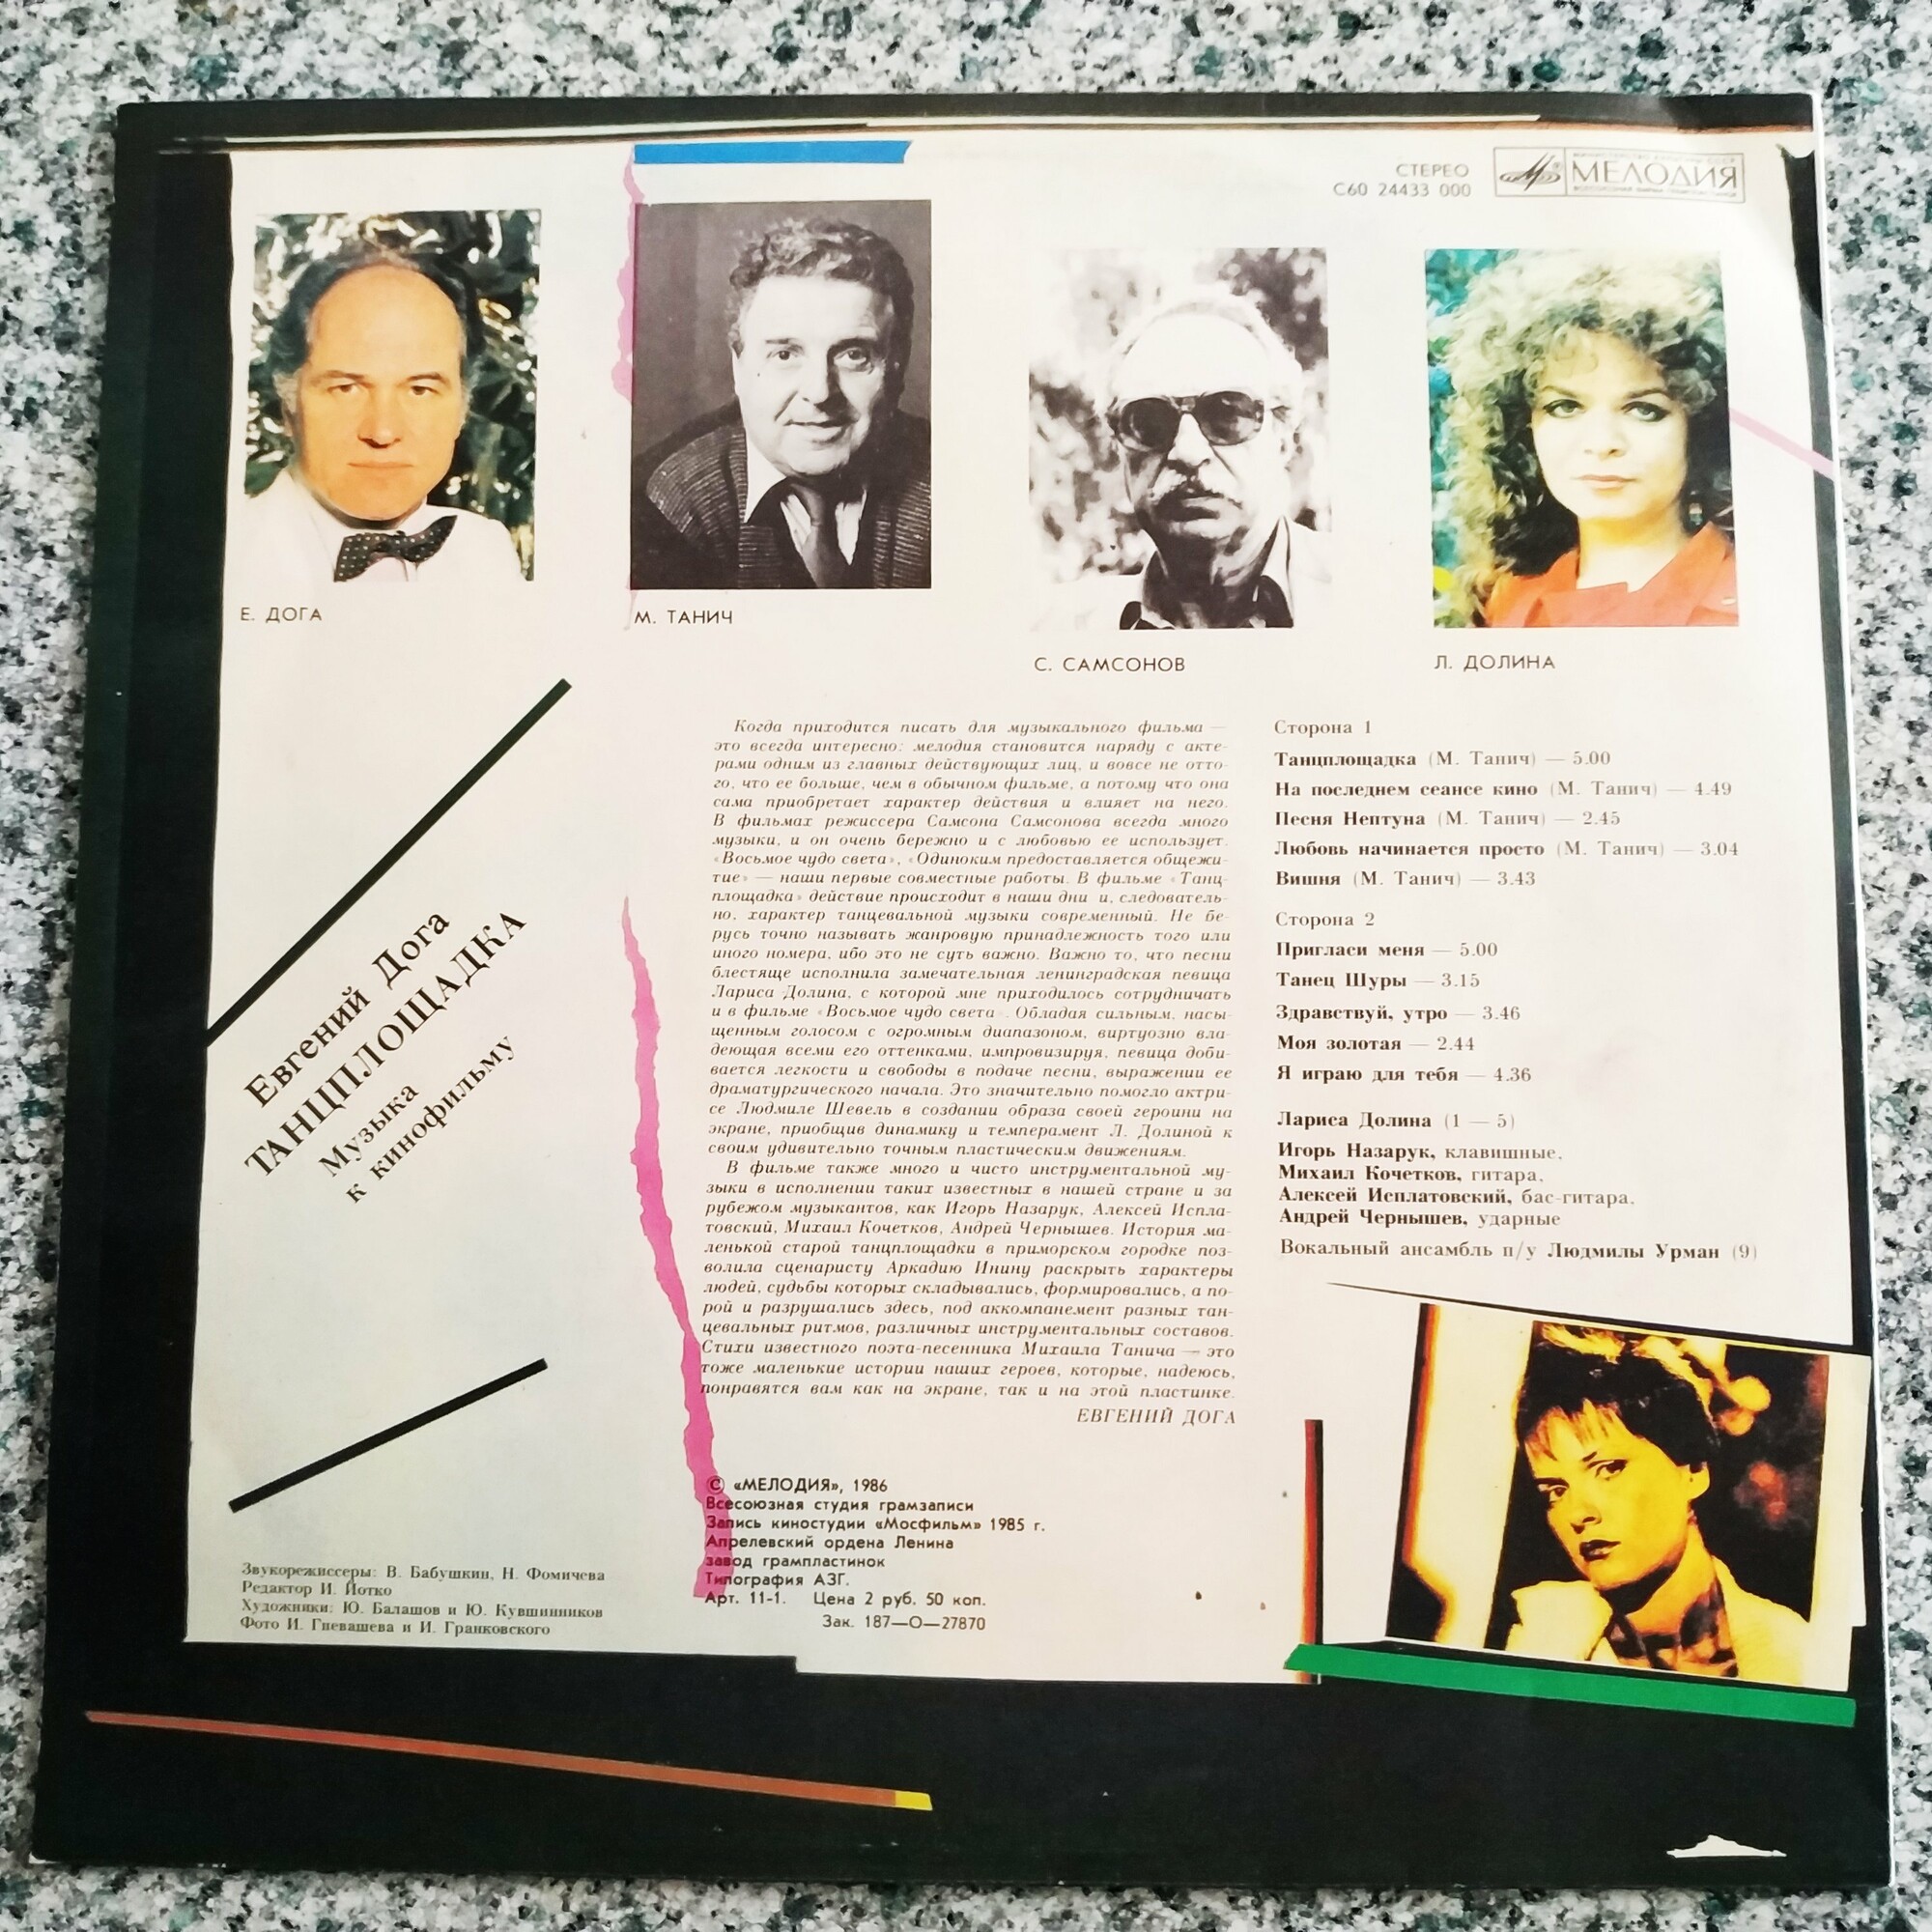 СТЕРЕО
С60 24433 000
МЕЛОДИЯ
Е. ДОГА
М. ТАНИЧ
С. САМСОНОВ
Л. ДОЛИНА
Евгений Дога
ТАНЦПЛОЩАДКА
Музыка
к кинофильму
Когда приходится писать для музыкального фильма —
это всегда интересно: мелодия становится наряду с акте-
рами одним из главных действующих лиц, и вовсе не отто-
го, что ее больше, чем в обычном фильме, а потому что она
сама приобретает характер действия и влияет на него.
В фильмах режиссера Самсона Самсонова всегда много
музыки, и он очень бережно и с любовью ее использует.
«Восьмое чудо света», «Одиноким предоставляется общежи-
тие» — наши первые совместные работы. В фильме «Танц-
площадка» действие происходит в наши дни и, следователь-
но, характер танцевальной музыки современный. Не бе-
русь точно называть жанровую принадлежность того или
иного номера, ибо это не суть важно. Важно то, что песни
блестяще исполнила замечательная ленинградская певица
Лариса Долина, с которой мне приходилось сотрудничать
и в фильме «Восьмое чудо света». Обладая сильным, насы-
щенным голосом с огромным диапазоном, виртуозно вла-
деющая всеми его оттенками, импровизируя, певица доби-
вается легкости и свободы в подаче песни, выражении ее
драматургического начала. Это значительно помогло актри-
се Людмиле Шевель в создании образа своей героини на
экране, приобщив динамику и темперамент Л. Долиной к
своим удивительно точным пластическим движениям.
В фильме также много и чисто инструментальной му-
зыки в исполнении таких известных в нашей стране и за
рубежом музыкантов, как Игорь Назарук, Алексей Испла-
товский, Михаил Кочетков, Андрей Чернышев. История ма-
ленькой старой танцплощадки в приморском городке поз-
волила сценаристу Аркадию Инину раскрыть характеры
людей, судьбы которых складывались, формировались, а по-
рой и разрушались здесь, под аккомпанемент разных тан-
цевальных ритмов, различных инструментальных составов.
Стихи известного поэта-песенника Михаила Танича — это
тоже маленькие истории наших героев, которые, надеюсь,
понравятся вам как на экране, так и на этой пластинке.
ЕВГЕНИЙ ДОГА
Сторона 1
Танцплощадка (М. Танич) — 5.00
На последнем сеансе кино (М. Танич) — 4.49
Песня Нептуна (М. Танич) — 2.45
Любовь начинается просто (М. Танич) — 3.04
Вишня (М. Танич) — 3.43
Сторона 2
Пригласи меня — 5.00
Танец Шуры — 3.15
Здравствуй, утро — 3.46
Моя золотая — 2.44
Я играю для тебя — 4.36
Лариса Долина (1 — 5)
Игорь Назарук, клавишные,
Михаил Кочетков, гитара,
Алексей Исплатовский, бас-гитара,
Андрей Чернышев, ударные
Вокальный ансамбль п/у Людмилы Урман (9)
© «МЕЛОДИЯ», 1986
Всесоюзная студия грамзаписи
Запись киностудии «Мосфильм» 1985 г.
Апрелевский ордена Ленина
завод грампластинок
Типография АЗГ.
Арт. 11-1. Цена 2 руб. 50 коп.
Зак. 187—О—27870
Звукорежиссеры: В. Бабушкин, Н. Фомичева
Редактор И. Йотко
Художники: Ю. Балашов и Ю. Кувшинников
Фото И. Гневашева и И. Гранковского